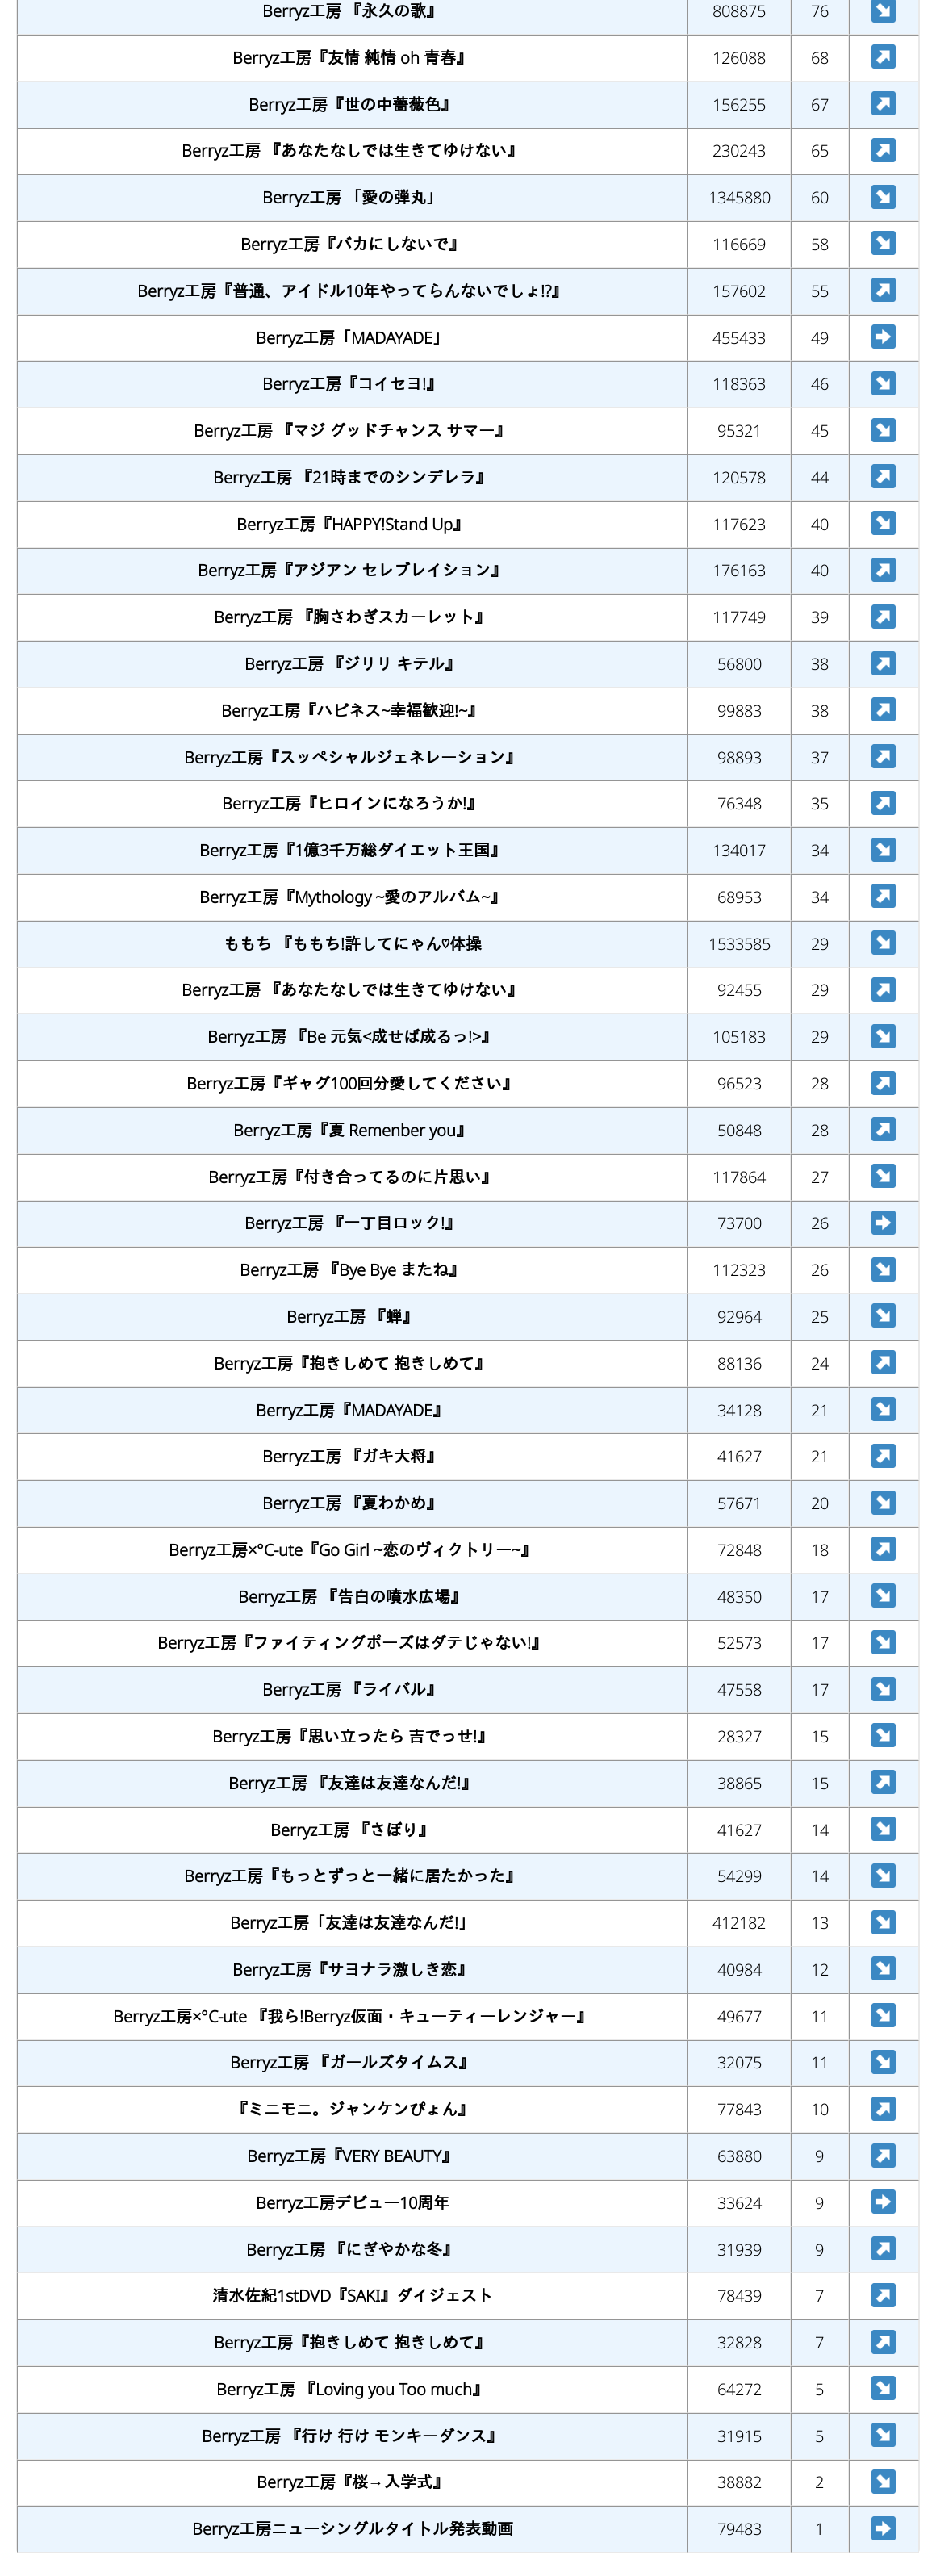 Berryz工房 『永久の歌』 808875 76
Berryz工房『友情 純情 oh 青春』 126088 68
Berryz工房『世の中薔薇色』 156255 67
Berryz工房 『あなたなしでは生きてゆけない』 230243 65
Berryz工房 「愛の弾丸」 1345880 60
Berryz工房『バカにしないで』 116669 58
Berryz工房『普通、アイドル10年やってらんないでしょ!?』 157602 55
Berryz工房「MADAYADE」 455433 49
Berryz工房『コイセヨ!』 118363 46
Berryz工房 『マジ グッドチャンス サマー』 95321 45
Berryz工房 『21時までのシンデレラ』 120578 44
Berryz工房『HAPPY!Stand Up』 117623 40
Berryz工房『アジアン セレブレイション』 176163 40
Berryz工房 『胸さわぎスカーレット』 117749 39
Berryz工房 『ジリリ キテル』 56800 38
Berryz工房『ハピネス~幸福歓迎!~』 99883 38
Berryz工房『スッペシャルジェネレーション』 98893 37
Berryz工房『ヒロインになろうか!』 76348 35
Berryz工房『1億3千万総ダイエット王国』 134017 34
Berryz工房『Mythology ~愛のアルバム~』 68953 34
ももち 『ももち!許してにゃん♡体操 1533585 29
Berryz工房 『あなたなしでは生きてゆけない』 92455 29
Berryz工房 『Be 元気<成せば成るっ!>』 105183 29
Berryz工房『ギャグ100回分愛してください』 96523 28
Berryz工房『夏 Remenber you』 50848 28
Berryz工房『付き合ってるのに片思い』 117864 27
Berryz工房 『一丁目ロック!』 73700 26
Berryz工房 『Bye Bye またね』 112323 26
Berryz工房 『蝉』 92964 25
Berryz工房『抱きしめて 抱きしめて』 88136 24
Berryz工房『MADAYADE』 34128 21
Berryz工房 『ガキ大将』 41627 21
Berryz工房 『夏わかめ』 57671 20
Berryz工房×°C-ute『Go Girl ~恋のヴィクトリー~』 72848 18
Berryz工房 『告白の噴水広場』 48350 17
Berryz工房『ファイティングポーズはダテじゃない!』 52573 17
Berryz工房 『ライバル』 47558 17
Berryz工房『思い立ったら 吉でっせ!』 28327 15
Berryz工房 『友達は友達なんだ!』 38865 15
Berryz工房 『さぼり』 41627 14
Berryz工房『もっとずっと一緒に居たかった』 54299 14
Berryz工房「友達は友達なんだ!」 412182 13
Berryz工房『サヨナラ激しき恋』 40984 12
Berryz工房×°C-ute 『我ら!Berryz仮面・キューティーレンジャー』 49677 11
Berryz工房 『ガールズタイムス』 32075 11
『ミニモニ。ジャンケンぴょん』 77843 10
Berryz工房『VERY BEAUTY』 63880 9
Berryz工房デビュー10周年 33624 9
Berryz工房 『にぎやかな冬』 31939 9
清水佐紀1stDVD『SAKI』ダイジェスト 78439 7
Berryz工房『抱きしめて 抱きしめて』 32828 7
Berryz工房 『Loving you Too much』 64272 5
Berryz工房 『行け 行け モンキーダンス』 31915 5
Berryz工房『桜→入学式』 38882 2
Berryz工房ニューシングルタイトル発表動画 79483 1